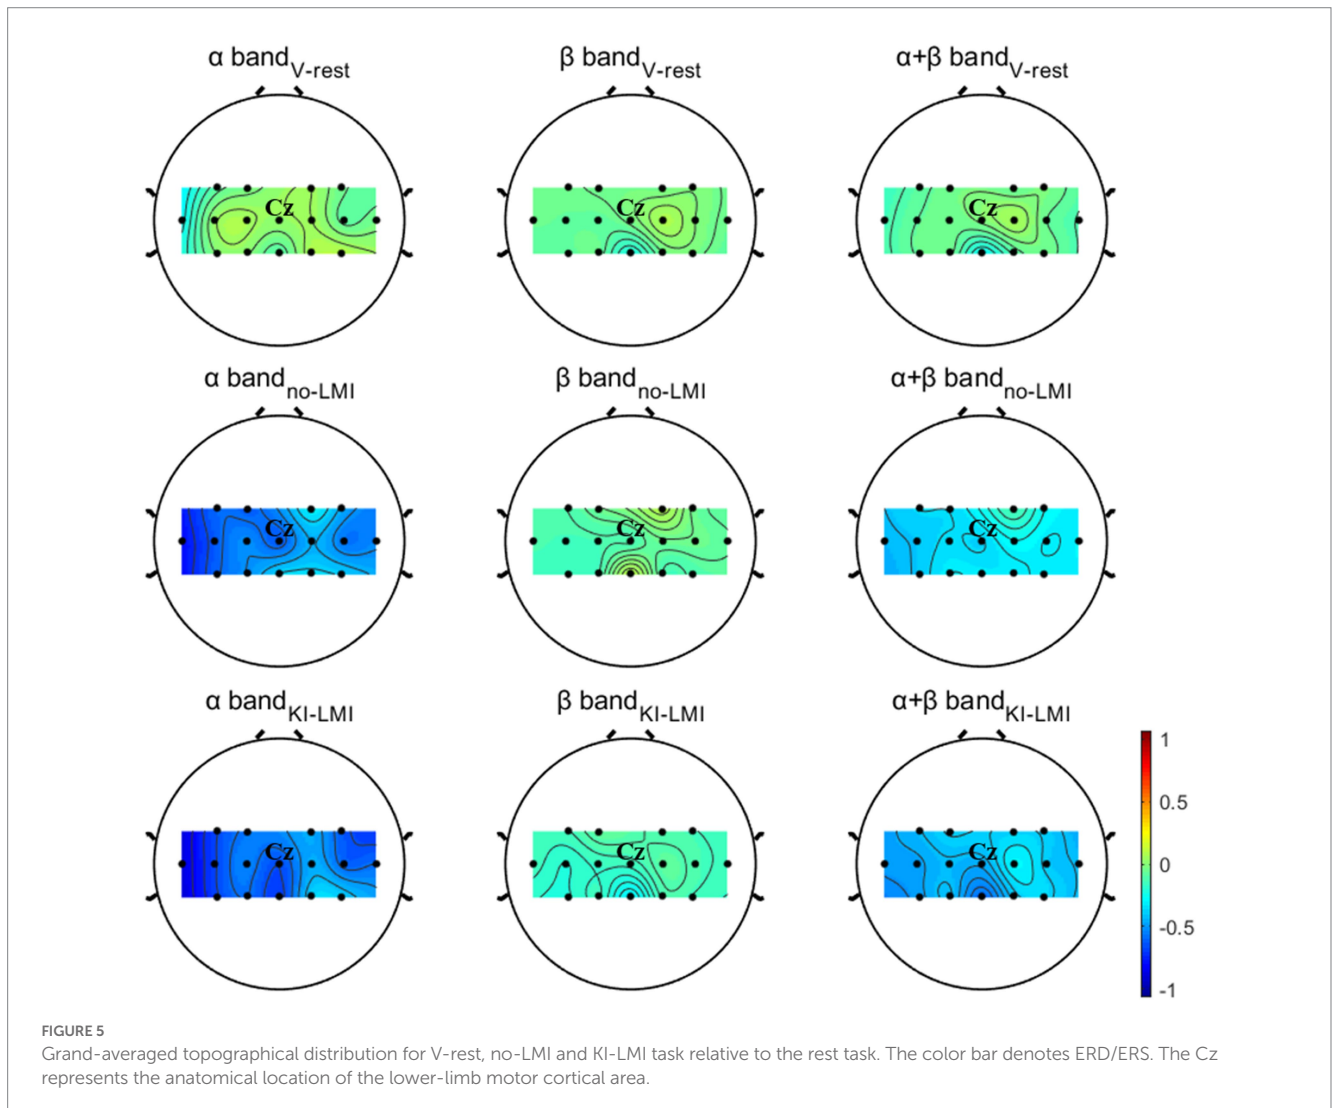 α band V-rest β band V-rest α+β band V-rest
Cz Cz Cz
α band no-LMI β band no-LMI α+β band no-LMI
Cz Cz Cz
α band KI-LMI β band KI-LMI α+β band KI-LMI
Cz Cz Cz
1
0.5
0
-0.5
-1
FIGURE 5
Grand-averaged topographical distribution for V-rest, no-LMI and KI-LMI task relative to the rest task. The color bar denotes ERD/ERS. The Cz
represents the anatomical location of the lower-limb motor cortical area.